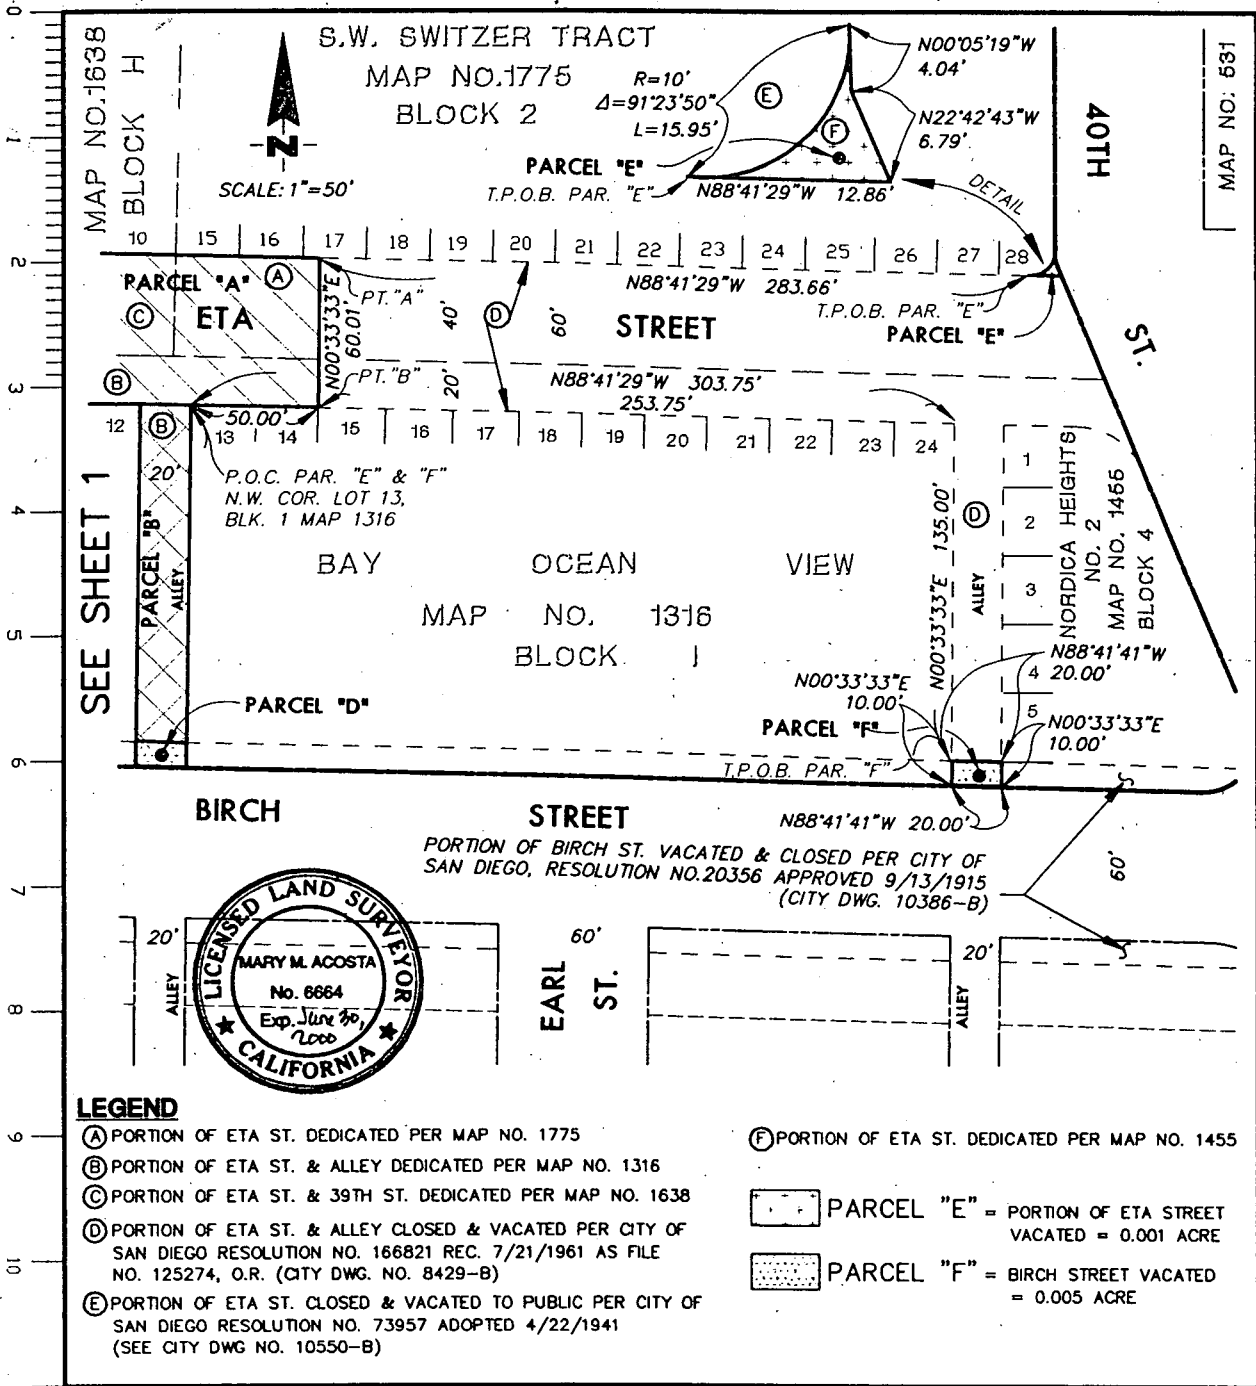 0
1
2
3
4
5
6
7
8
9
10
MAP NO.1638
BLOCK H
S.W. SWITZER TRACT
MAP NO.1775
BLOCK 2
N
SCALE: 1"=50'
R=10'
Δ=91°23'50"
L=15.95'
E
F
N00°05'19"W
4.04'
N22°42'43"W
6.79'
PARCEL "E"
T.P.O.B. PAR. "E"
N88°41'29"W 12.86'
DETAIL
40TH
ST.
MAP NO: 531
10 15 16 17 18 19 20 21 22 23 24 25 26 27 28
PARCEL "A"
A
C
ETA
B
N00°33'33"E
60.01'
PT. "A"
PT. "B"
40'
20'
D
60'
N88°41'29"W 283.66'
STREET
T.P.O.B. PAR. "E"
PARCEL "E"
N88°41'29"W 303.75'
253.75'
50.00'
12 13 14 15 16 17 18 19 20 21 22 23 24
B
20'
PARCEL "B"
ALLEY
SEE SHEET 1
P.O.C. PAR. "E" & "F"
N.W. COR. LOT 13,
BLK. 1 MAP 1316
BAY OCEAN VIEW
MAP NO. 1316
BLOCK 1
N00°33'33"E 135.00'
D
ALLEY
1
2
3
4
5
NORDICA HEIGHTS
NO. 2
MAP NO. 1455
BLOCK 4
N88°41'41"W
20.00'
N00°33'33"E
10.00'
N00°33'33"E
10.00'
PARCEL "F"
T.P.O.B. PAR. "F"
PARCEL "D"
BIRCH STREET
N88°41'41"W 20.00'
PORTION OF BIRCH ST. VACATED & CLOSED PER CITY OF
SAN DIEGO, RESOLUTION NO.20356 APPROVED 9/13/1915
(CITY DWG. 10386-B)
60'
20'
ALLEY
LICENSED LAND SURVEYOR
MARY M. ACOSTA
No. 6664
Exp. June 30,
2000
CALIFORNIA
60'
EARL
ST.
20'
ALLEY
LEGEND
A PORTION OF ETA ST. DEDICATED PER MAP NO. 1775
B PORTION OF ETA ST. & ALLEY DEDICATED PER MAP NO. 1316
C PORTION OF ETA ST. & 39TH ST. DEDICATED PER MAP NO. 1638
D PORTION OF ETA ST. & ALLEY CLOSED & VACATED PER CITY OF
SAN DIEGO RESOLUTION NO. 166821 REC. 7/21/1961 AS FILE
NO. 125274, O.R. (CITY DWG. NO. 8429-B)
E PORTION OF ETA ST. CLOSED & VACATED TO PUBLIC PER CITY OF
SAN DIEGO RESOLUTION NO. 73957 ADOPTED 4/22/1941
(SEE CITY DWG NO. 10550-B)
F PORTION OF ETA ST. DEDICATED PER MAP NO. 1455
PARCEL "E" = PORTION OF ETA STREET
VACATED = 0.001 ACRE
PARCEL "F" = BIRCH STREET VACATED
= 0.005 ACRE